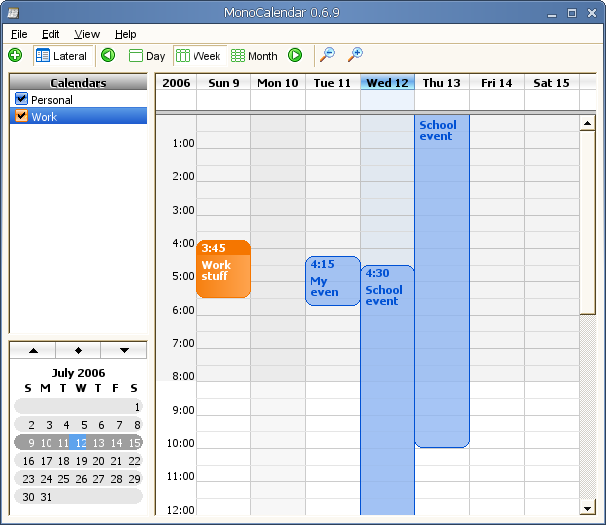 MonoCalendar 0.6.9
File Edit View Help
Lateral Day Week Month
Calendars
Personal
Work
2006 Sun 9 Mon 10 Tue 11 Wed 12 Thu 13 Fri 14 Sat 15
School
event
1:00
2:00
3:00
4:00
5:00
6:00
7:00
8:00
9:00
10:00
11:00
12:00
3:45
Work
stuff
4:15
My
even
4:30
School
event
July 2006
S M T W T F S
1
2 3 4 5 6 7 8
9 10 11 12 13 14 15
16 17 18 19 20 21 22
23 24 25 26 27 28 29
30 31